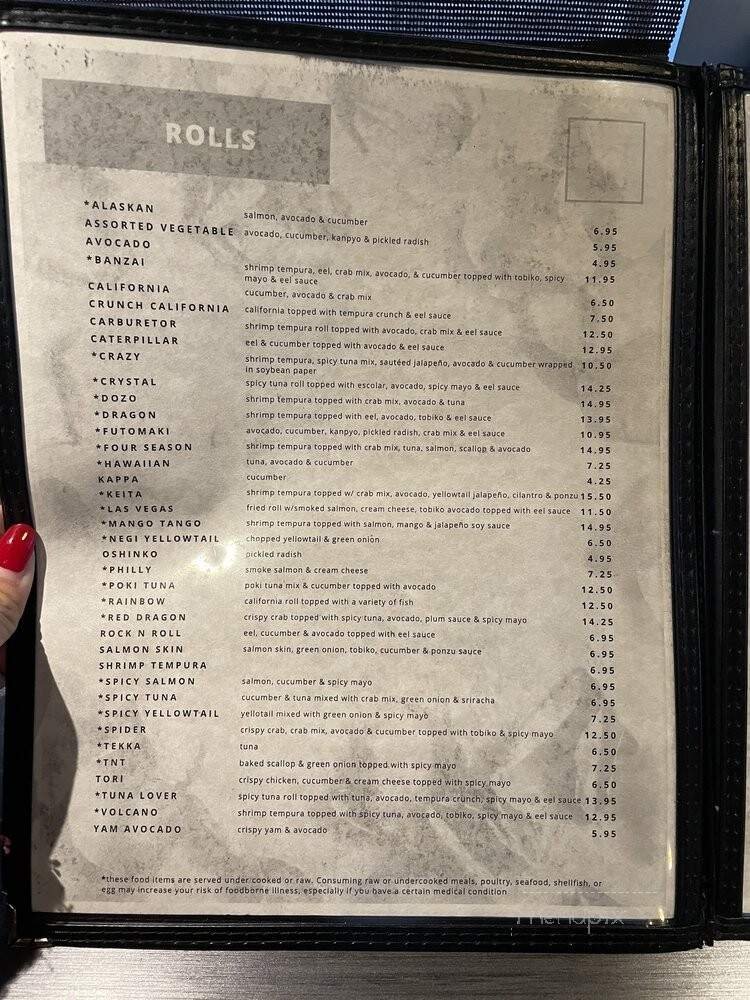 ROLLS
*ALASKAN salmon, avocado & cucumber 6.95
ASSORTED VEGETABLE avocado, cucumber, kanpyo & pickled radish 5.95
AVOCADO 4.95
*BANZAI shrimp tempura, eel, crab mix, avocado, & cucumber topped with tobiko, spicy 11.95
mayo & eel sauce
CALIFORNIA cucumber, avocado & crab mix 6.50
CRUNCH CALIFORNIA california topped with tempura crunch & eel sauce 7.50
CARBURETOR shrimp tempura roll topped with avocado, crab mix & eel sauce 12.50
CATERPILLAR eel & cucumber topped with avocado & eel sauce 12.95
*CRAZY shrimp tempura, spicy tuna mix, sautéed jalapeño, avocado & cucumber wrapped 10.50
in soybean paper
*CRYSTAL spicy tuna roll topped with escolar, avocado, spicy mayo & eel sauce 14.25
*DOZO shrimp tempura topped with crab mix, avocado & tuna 14.95
*DRAGON shrimp tempura topped with eel, avocado, tobiko & eel sauce 13.95
*FUTOMAKI avocado, cucumber, kanpyo, pickled radish, crab mix & eel sauce 10.95
*FOUR SEASON shrimp tempura topped with crab mix, tuna, salmon, scallop & avocado 14.95
*HAWAIIAN tuna, avocado & cucumber 7.25
KAPPA cucumber 4.25
*KEITA shrimp tempura topped w/ crab mix, avocado, yellowtail jalapeño, cilantro & ponzu 15.50
*LAS VEGAS fried roll w/smoked salmon, cream cheese, tobiko avocado topped with eel sauce 11.50
*MANGO TANGO shrimp tempura topped with salmon, mango & jalapeño soy sauce 14.95
*NEGI YELLOWTAIL chopped yellowtail & green onion 6.50
OSHINKO pickled radish 4.95
*PHILLY smoke salmon & cream cheese 7.25
*POKI TUNA poki tuna mix & cucumber topped with avocado 12.50
*RAINBOW california roll topped with a variety of fish 12.50
*RED DRAGON crispy crab topped with spicy tuna, avocado, plum sauce & spicy mayo 14.25
ROCK N ROLL eel, cucumber & avocado topped with eel sauce 6.95
SALMON SKIN salmon skin, green onion, tobiko, cucumber & ponzu sauce 6.95
SHRIMP TEMPURA 6.95
*SPICY SALMON salmon, cucumber & spicy mayo 6.95
*SPICY TUNA cucumber & tuna mixed with crab mix, green onion & sriracha 6.95
*SPICY YELLOWTAIL yellotail mixed with green onion & spicy mayo 7.25
*SPIDER crispy crab, crab mix, avocado & cucumber topped with tobiko & spicy mayo 12.50
*TEKKA tuna 6.50
*TNT baked scallop & green onion topped with spicy mayo 7.25
TORI crispy chicken, cucumber & cream cheese topped with spicy mayo 6.50
*TUNA LOVER spicy tuna roll topped with tuna, avocado, tempura crunch, spicy mayo & eel sauce 13.95
*VOLCANO shrimp tempura topped with spicy tuna, avocado, tobiko, spicy mayo & eel sauce 12.95
YAM AVOCADO crispy yam & avocado 5.95
*these food items are served under cooked or raw. Consuming raw or undercooked meals, poultry, seafood, shellfish, or
egg may increase your risk of foodborne illness, especially if you have a certain medical condition
menupix